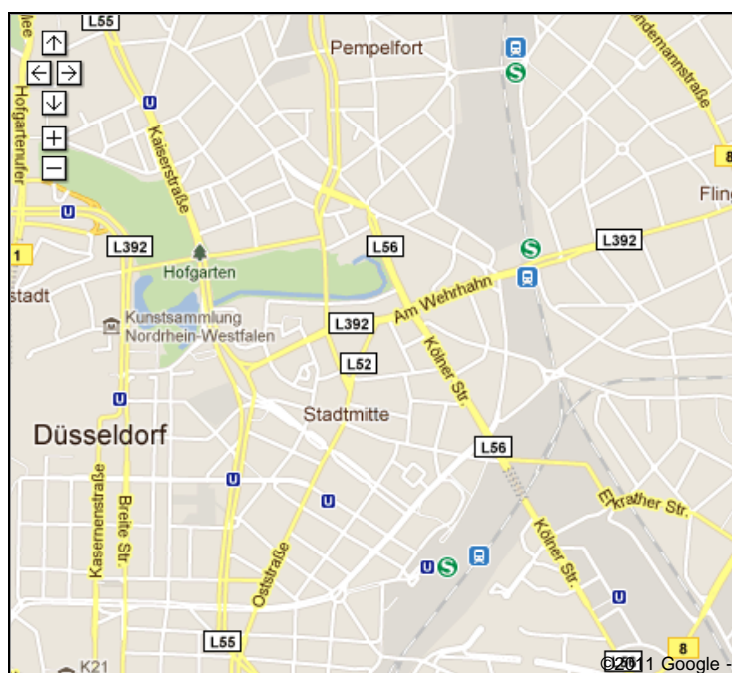 L55
Pempelfort
Hofgartenufer
Kaiserstraße
U
S
8
Fling
L392
L56
L392
S
U
1
Hofgarten
stadt
Am Wehrhahn
Kunstsammlung
Nordrhein-Westfalen
L392
Kölner Str.
L52
U
Stadtmitte
Düsseldorf
L56
U
U
Kasernenstraße
Breite Str.
Erkrather Str.
Oststraße
Kölner Str.
U
S
U
L55
8
K21
©2011 Google -